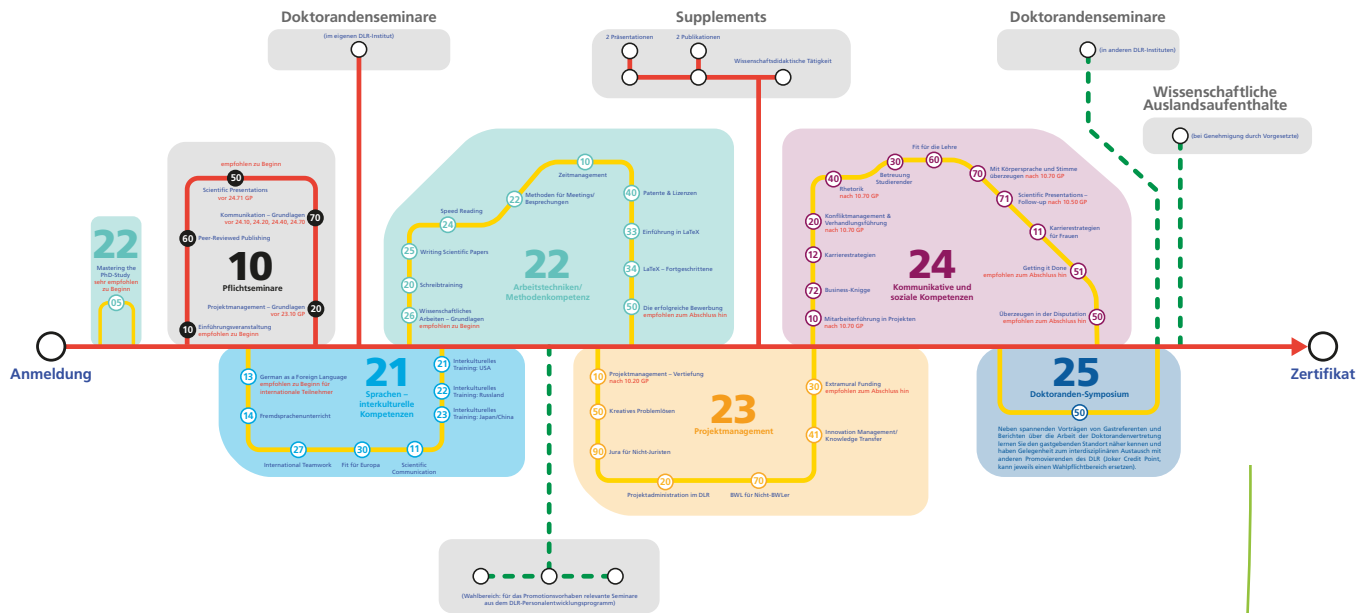 Doktorandenseminare
(im eigenen DLR-Institut)
Supplements
2 Präsentationen
2 Publikationen
Wissenschaftsdidaktische Tätigkeit
Doktorandenseminare
(in anderen DLR-Instituten)
Wissenschaftliche
Auslandsaufenthalte
(bei Genehmigung durch Vorgesetzte)
Anmeldung
22
Mastering the
PhD-Study
sehr empfohlen
zu Beginn
05
empfohlen zu Beginn
50
Scientific Presentations
vor 24.71 GP
Kommunikation – Grundlagen
vor 24.10, 24.20, 24.40, 24.70
70
60
Peer-Reviewed Publishing
10
Pflichtseminare
Projektmanagement – Grundlagen
vor 23.10 GP
20
10
Einführungsveranstaltung
empfohlen zu Beginn
22
Arbeitstechniken/
Methodenkompetenz
10
Zeitmanagement
22
Methoden für Meetings/
Besprechungen
Speed Reading
24
25
Writing Scientific Papers
20
Schreibtraining
26
Wissenschaftliches
Arbeiten – Grundlagen
empfohlen zu Beginn
40
Patente & Lizenzen
33
Einführung in LaTeX
34
LaTeX – Fortgeschrittene
50
Die erfolgreiche Bewerbung
empfohlen zum Abschluss hin
24
Kommunikative und
soziale Kompetenzen
Fit für die Lehre
60
30
Betreuung
Studierender
40
Rhetorik
nach 10.70 GP
20
Konfliktmanagement &
Verhandlungsführung
nach 10.70 GP
12
Karrierestrategien
72
Business-Knigge
10
Mitarbeiterführung in Projekten
nach 10.70 GP
70
Mit Körpersprache und Stimme
überzeugen nach 10.70 GP
71
Scientific Presentations –
Follow-up nach 10.50 GP
11
Karrierestrategien
für Frauen
Getting it Done
empfohlen zum Abschluss hin
51
Überzeugen in der Disputation
empfohlen zum Abschluss hin
50
Zertifikat
21
Sprachen –
interkulturelle
Kompetenzen
13
German as a Foreign Language
empfohlen zu Beginn für
internationale Teilnehmer
14
Fremdsprachenunterricht
27
International Teamwork
30
Fit für Europe
11
Scientific
Communication
21
Interkulturelles
Training: USA
22
Interkulturelles
Training: Russland
23
Interkulturelles
Training: Japan/China
23
Projektmanagement
10
Projektmanagement – Vertiefung
nach 10.20 GP
50
Kreatives Problemlösen
90
Jura für Nicht-Juristen
20
Projektadministration im DLR
70
BWL für Nicht-BWLer
30
Extramural Funding
empfohlen zum Abschluss hin
41
Innovation Management/
Knowledge Transfer
25
Doktoranden-Symposium
50
Neben spannenden Vorträgen von Gastreferenten und
Berichten über die Arbeit der Doktorandenvertretung
lernen Sie den gastgebenden Standort näher kennen und
haben Gelegenheit zum interdisziplinären Austausch mit
anderen Promovierenden des DLR (Joker Credit Point,
kann jeweils einen Wahlpflichtbereich ersetzen).
(Wahlbereich: für das Promotionsvorhaben relevante Seminare
aus dem DLR-Personalentwicklungsprogramm)